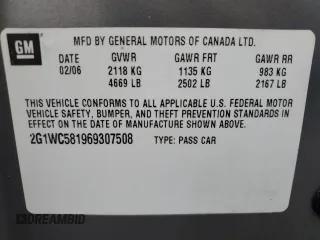 GM
MFD BY GENERAL MOTORS OF CANADA LTD.
DATE GVWR GAWR FRT GAWR RR
02/06 2118 KG 1135 KG 983 KG
4669 LB 2502 LB 2167 LB
THIS VEHICLE CONFORMS TO ALL APPLICABLE U.S. FEDERAL MOTOR
VEHICLE SAFETY, BUMPER, AND THEFT PREVENTION STANDARDS IN
EFFECT ON THE DATE OF MANUFACTURE SHOWN ABOVE.
2G1WC581969307508 TYPE: PASS CAR
© DREAMBID